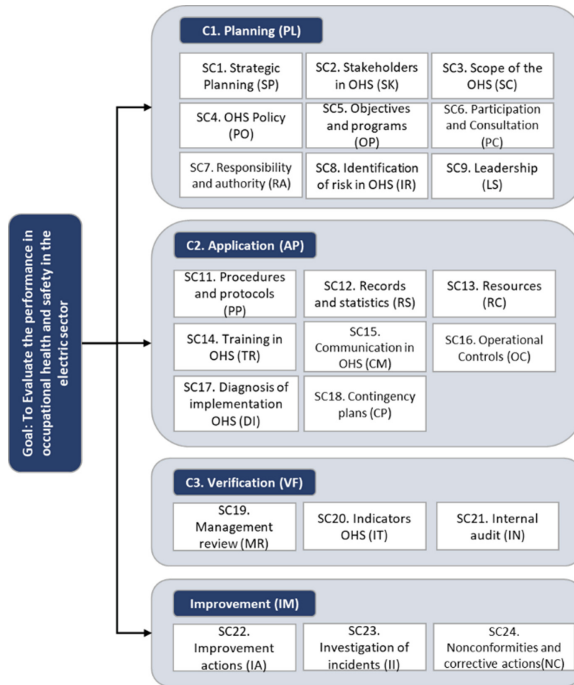 Goal: To Evaluate the performance in
occupational health and safety in the
electric sector
C1. Planning (PL)
SC1. Strategic
Planning (SP)
SC2. Stakeholders
in OHS (SK)
SC3. Scope of the
OHS (SC)
SC4. OHS Policy
(PO)
SC5. Objectives
and programs
(OP)
SC6. Participation
and Consultation
(PC)
SC7. Responsibility
and authority (RA)
SC8. Identification
of risk in OHS (IR)
SC9. Leadership
(LS)
C2. Application (AP)
SC11. Procedures
and protocols
(PP)
SC12. Records
and statistics (RS)
SC13. Resources
(RC)
SC14. Training in
OHS (TR)
SC15.
Communication in
OHS (CM)
SC16. Operational
Controls (OC)
SC17. Diagnosis of
implementation
OHS (DI)
SC18. Contingency
plans (CP)
C3. Verification (VF)
SC19.
Management
review (MR)
SC20. Indicators
OHS (IT)
SC21. Internal
audit (IN)
Improvement (IM)
SC22.
Improvement
actions (IA)
SC23.
Investigation of
incidents (II)
SC24.
Nonconformities and
corrective actions(NC)